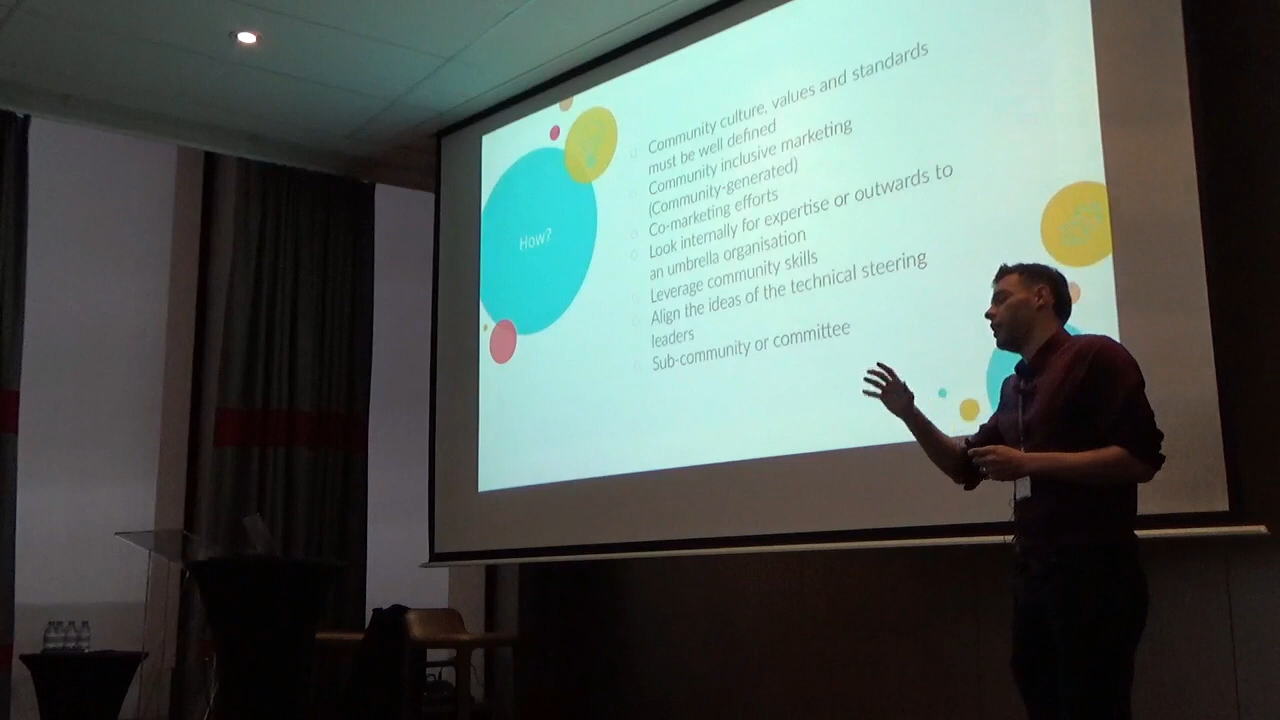 How?
Community culture, values and standards
must be well defined
Community inclusive marketing
(Community-generated)
Co-marketing efforts
Look internally for expertise or outwards to
an umbrella organisation
Leverage community skills
Align the ideas of the technical steering
leaders
Sub-community or committee